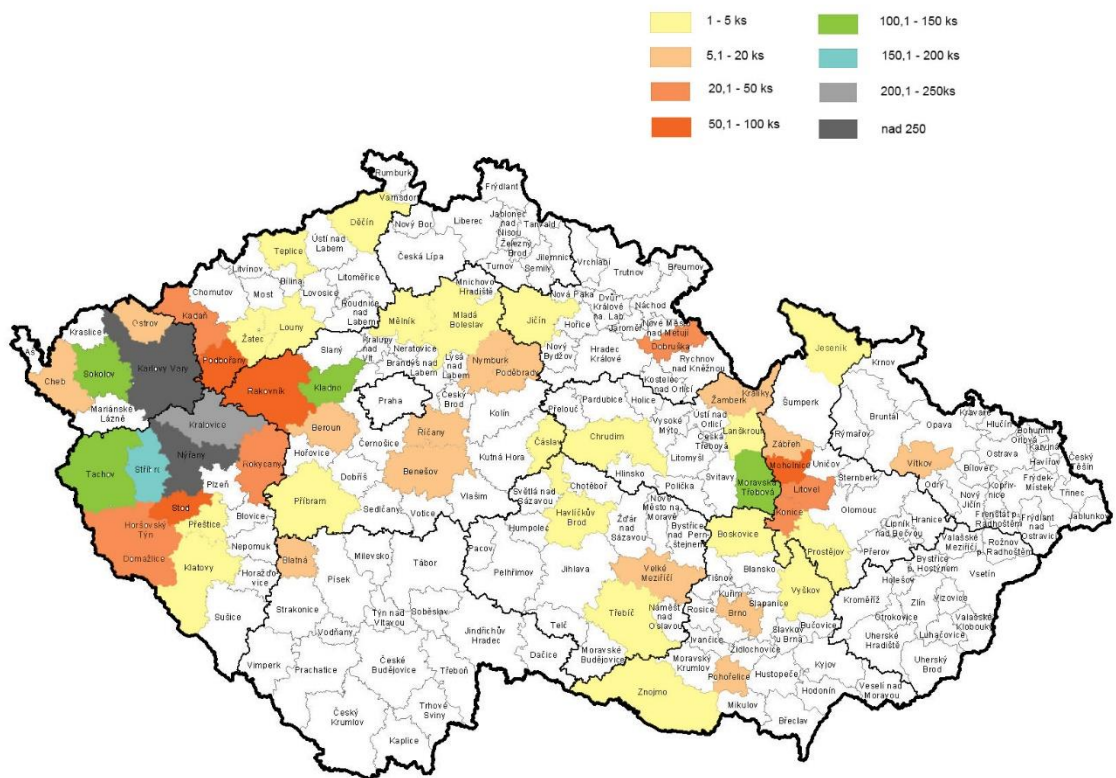 1 - 5 ks
5,1 - 20 ks
20,1 - 50 ks
50,1 - 100 ks
100,1 - 150 ks
150,1 - 200 ks
200,1 - 250ks
nad 250
Rumburk
Varnsdorf
Děčín
Frýdlant
Nový Bor
Liberec
Jablonec
nad
Nisou
Tanvald
Ústí nad
Labem
Teplice
Železný
Brod
Jilemnice
Česká Lípa
Semily
Turnov
Vrchlabí
Trutnov
Broumov
Litvínov
Bílina
Litoměřice
Most
Lovosice
Chomutov
Roudnice
nad
Labem
Mnichovo
Hradiště
Nová Paka
Dvůr
Králové
na. Lab.
Náchod
Jaroměř
Nové Město
nad Metují
Dobruška
Kraslice
Ostrov
Kadaň
Louny
Žatec
Mělník
Mladá
Boleslav
Jičín
Hořice
Aš
Cheb
Sokolov
Karlovy Vary
Podbořany
Slaný
Kralupy
nad Vlt.
Neratovice
Brandýs nad
Labem
Lysá
nad
Labem
Nymburk
Poděbrady
Nový
Bydžov
Hradec
Králové
Rychnov
nad Kněžnou
Jeseník
Krnov
Rakovník
Kladno
Praha
Český
Brod
Kolín
Kostelec
nad Orlicí
Mariánské
Lázně
Kralovice
Beroun
Černošice
Říčany
Přelouč
Pardubice
Holice
Žamberk
Králíky
Šumperk
Bruntál
Opava
Kravaře
Hlučín
Bohumín
Orlová
Karviná
Havířov
Český
Těšín
Ostrava
Hořovice
Kutná Hora
Čáslav
Chrudim
Vysoké
Mýto
Ústí nad
Orlicí
Česká
Třebová
Lanškroun
Rýmařov
Zábřeh
Tachov
Nýřany
Rokycany
Plzeň
Dobříš
Benešov
Hlinsko
Litomyšl
Polička
Svitavy
Moravská
Třebová
Mohelnice
Uničov
Šternberk
Litovel
Vítkov
Bílovec
Odry
Nový
Jičín
Kopřiv-
nice
Frýdek-
Místek
Třinec
Jablunkov
Stod
Příbram
Sedlčany
Vlašim
Votice
Světlá nad
Sázavou
Chotěboř
Havlíčkův
Brod
Nové
Město na
Moravě
Žďár nad
Sázavou
Bystřice
nad Pern-
štejnem
Konice
Olomouc
Lipník
nad Bečvou
Hranice
Frenštát p.
Radhoštěm
Frýdlant
nad
Ostravicí
Horšovský
Týn
Přeštice
Blovice
Domažlice
Nepomuk
Klatovy
Horažďo-
vice
Blatná
Milevsko
Tábor
Humpolec
Pacov
Pelhřimov
Jihlava
Velké
Meziříčí
Boskovice
Prostějov
Přerov
Valašské
Meziříčí
Rožnov
p. Radhoštěm
Bystřice
p. Hostýnem
Vsetín
Holešov
Sušice
Písek
Strakonice
Týn nad
Vltavou
Soběslav
Tišnov
Blansko
Kuřim
Vyškov
Kroměříž
Zlín
Vizovice
Otrokovice
Valašské
Klobouky
Třebíč
Náměšť
nad
Oslavou
Rosice
Brno
Šlapanice
Bučovice
Slavkov
u Brna
Uherské
Hradiště
Luhačovice
Vimperk
Vodňany
Prachatice
České
Budějovice
Jindřichův
Hradec
Třeboň
Telč
Dačice
Moravské
Budějovice
Ivančice
Židlochovice
Moravský
Krumlov
Pohořelice
Hustopeče
Kyjov
Uherský
Brod
Veselí nad
Moravou
Hodonín
Znojmo
Mikulov
Břeclav
Český
Krumlov
Trhové
Sviny
Kaplice